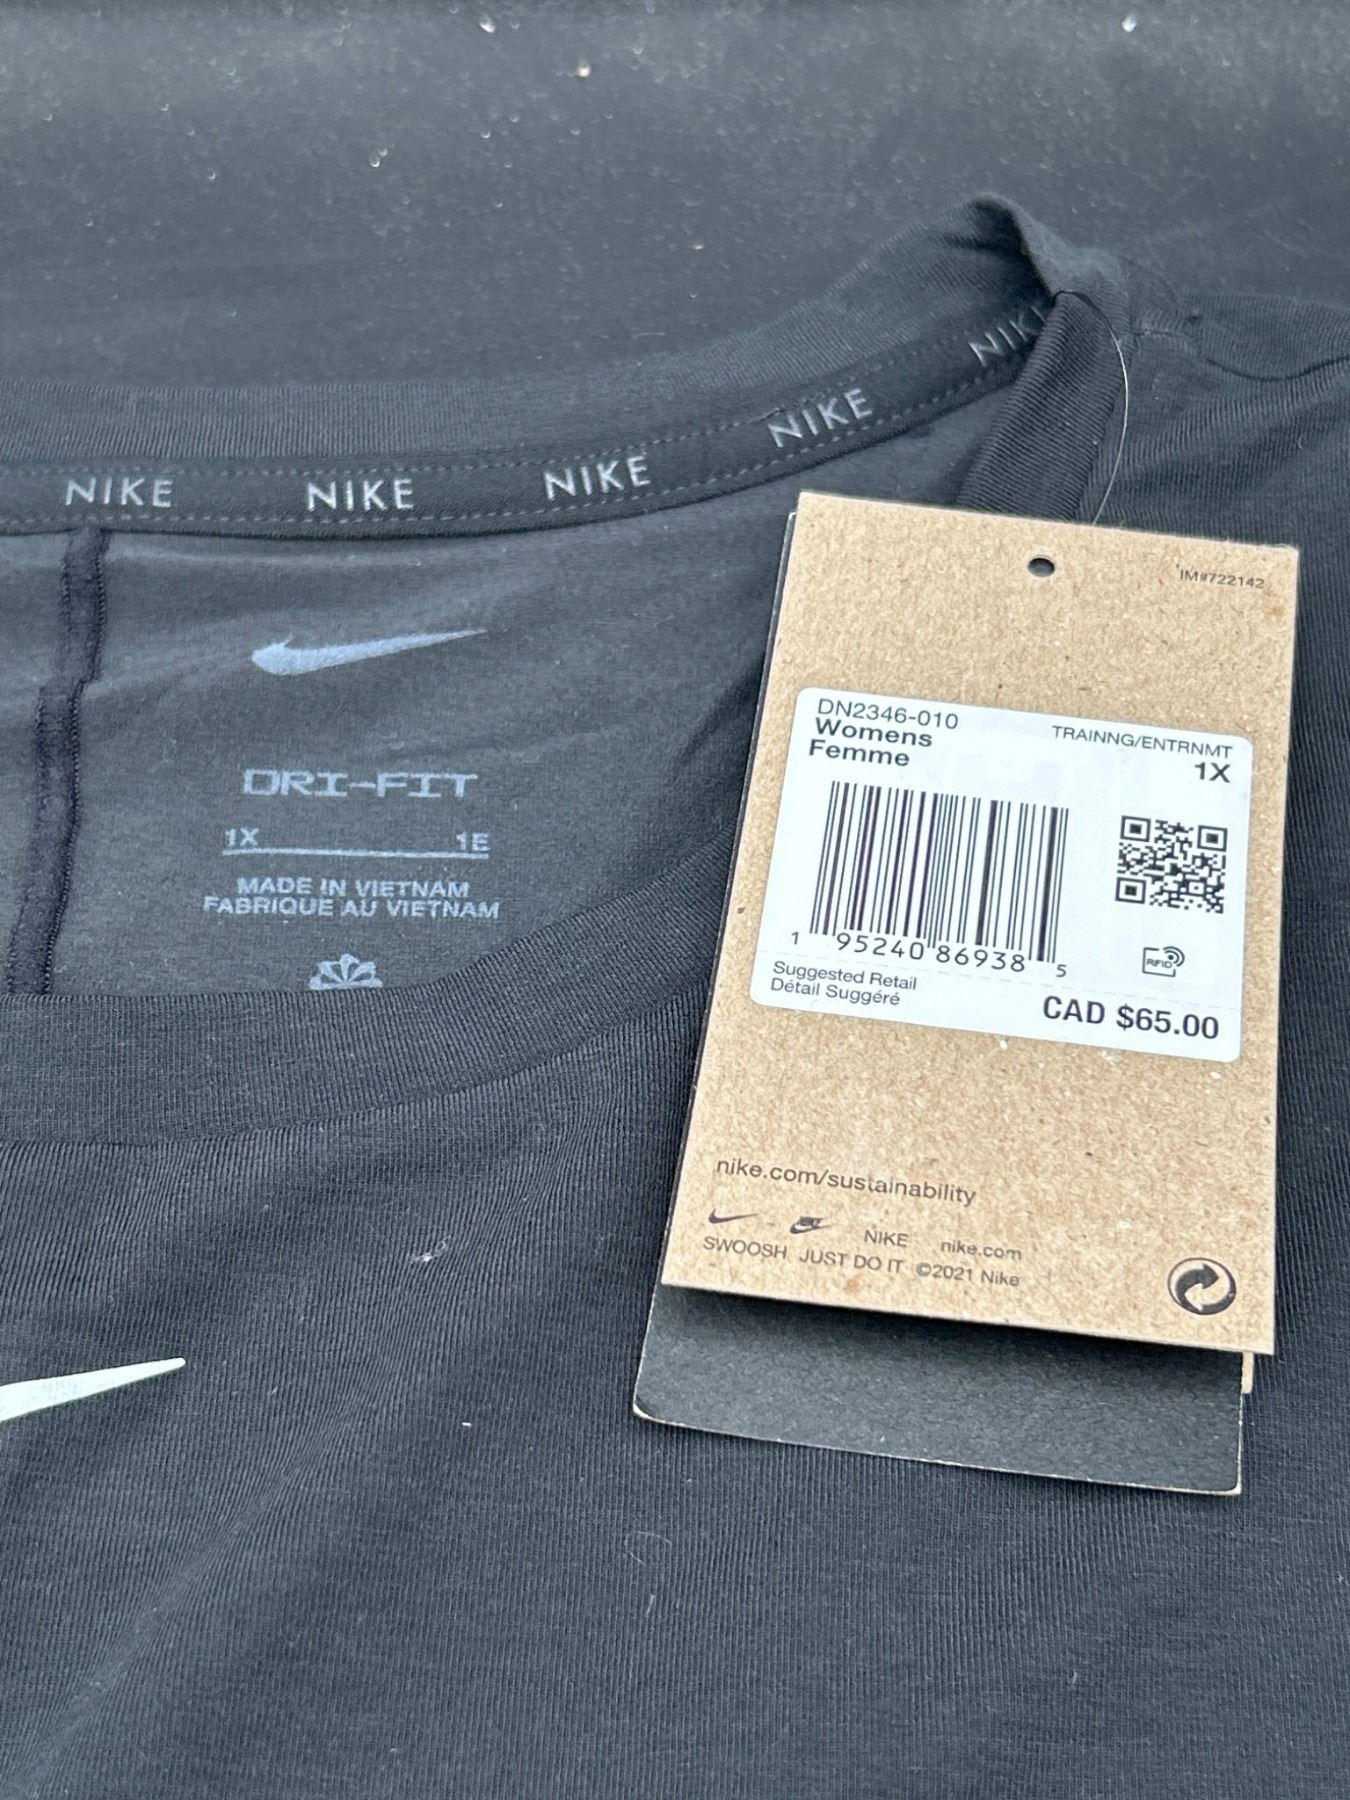 NIKE NIKE NIKE NIKE NIKE
DRI-FIT
1X 1E
MADE IN VIETNAM
FABRIQUE AU VIETNAM
IM#722142
DN2346-010
Womens
Femme
TRAINNG/ENTRNMT
1X
1 95240 86938 5
RFID
Suggested Retail
Détail Suggéré
CAD $65.00
nike.com/sustainability
NIKE nike.com
SWOOSH JUST DO IT ©2021 Nike